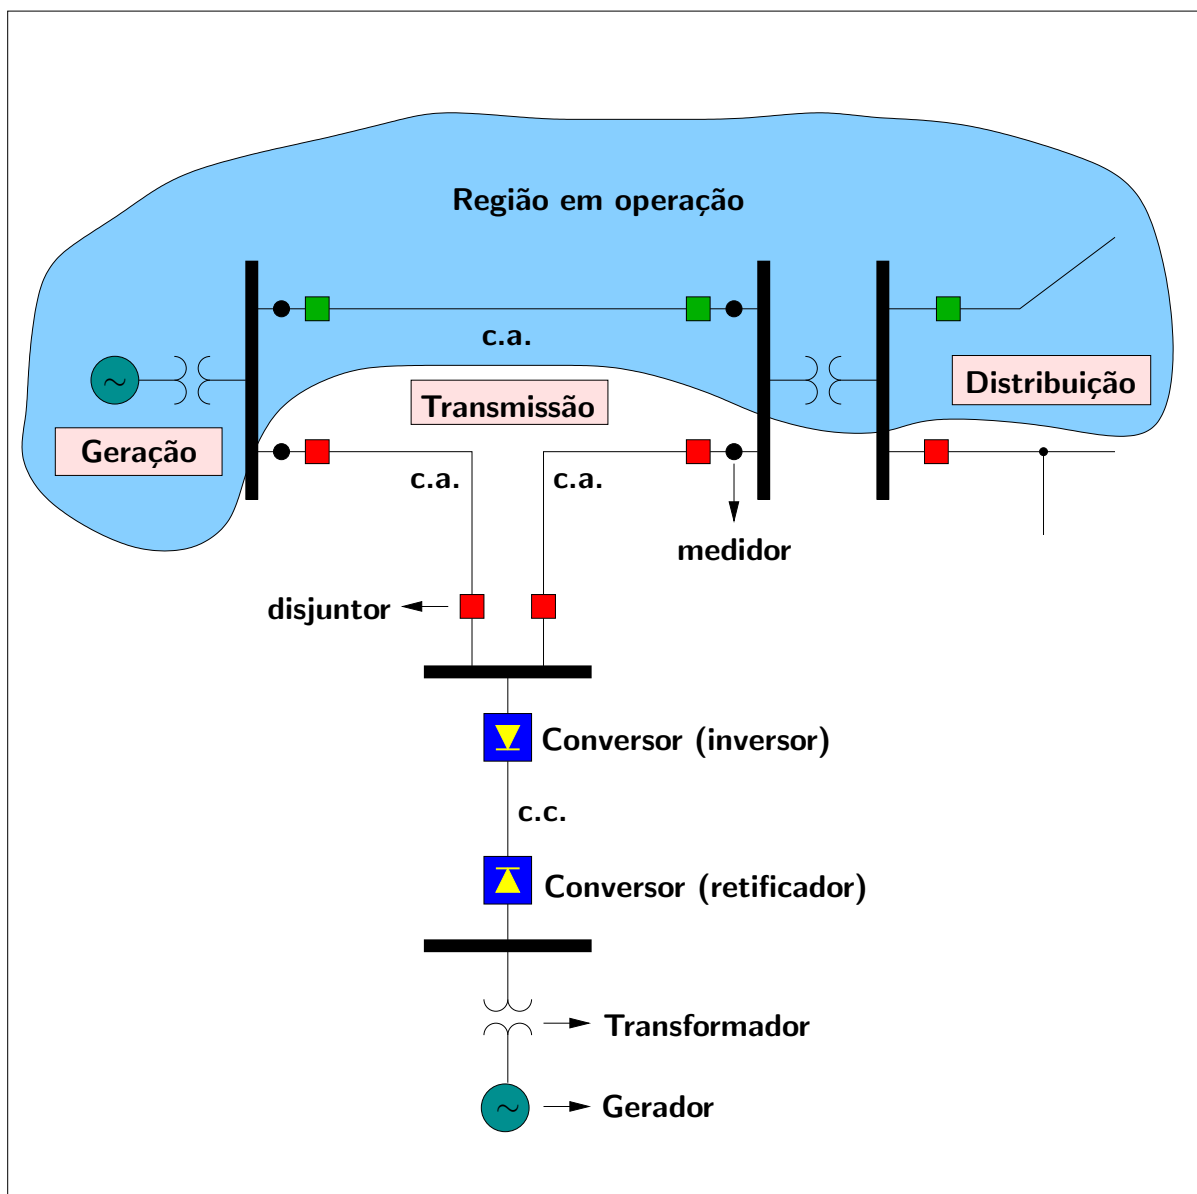 Região em operação
c.a.
Distribuição
Transmissão
Geração
c.a.
c.a.
medidor
disjuntor
Conversor (inversor)
c.c.
Conversor (retificador)
Transformador
Gerador